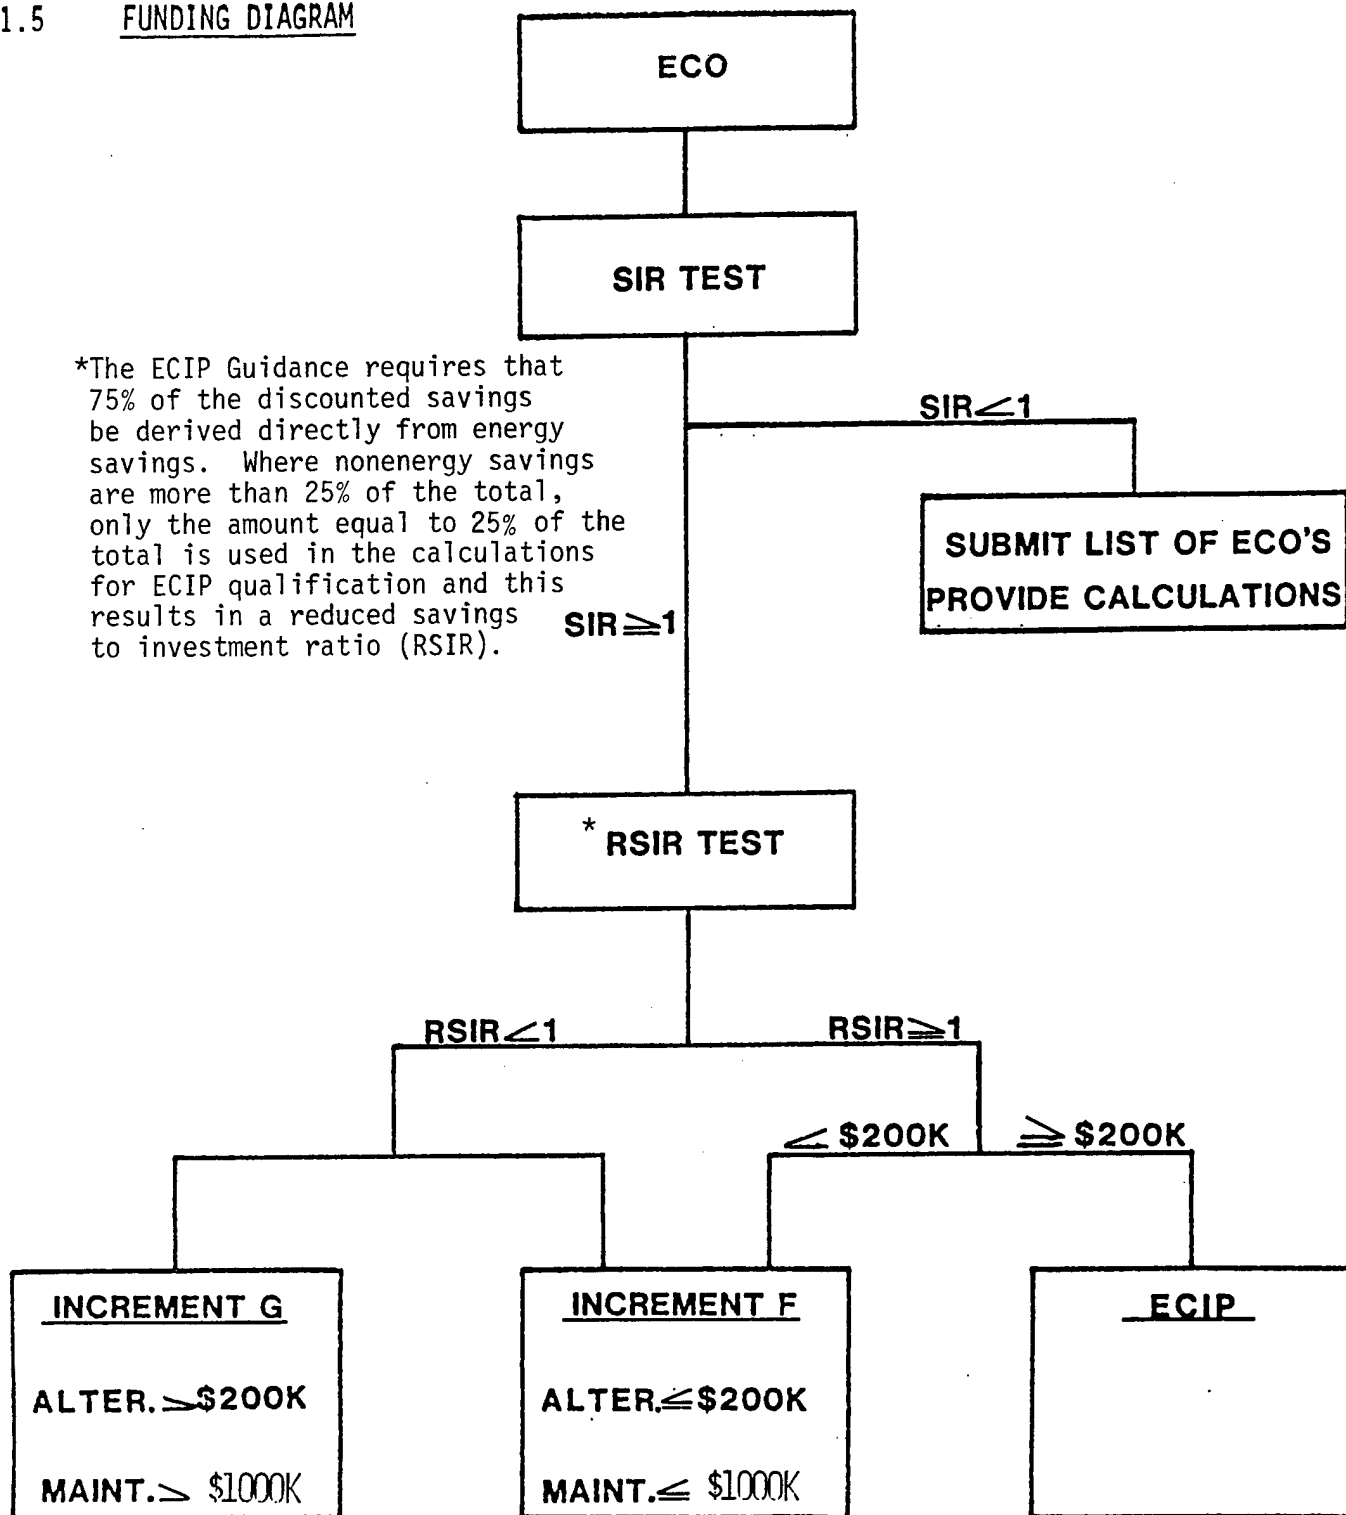 1.5 FUNDING DIAGRAM
ECO
SIR TEST
*The ECIP Guidance requires that
75% of the discounted savings
be derived directly from energy
savings. Where nonenergy savings
are more than 25% of the total,
only the amount equal to 25% of the
total is used in the calculations
for ECIP qualification and this
results in a reduced savings
to investment ratio (RSIR).
SIR<1
SUBMIT LIST OF ECO'S
PROVIDE CALCULATIONS
SIR≧1
* RSIR TEST
RSIR<1
RSIR≧1
< $200K
≧ $200K
INCREMENT G
ALTER.>$200K
MAINT.> $1000K
INCREMENT F
ALTER.≦$200K
MAINT.≦ $1000K
ECIP